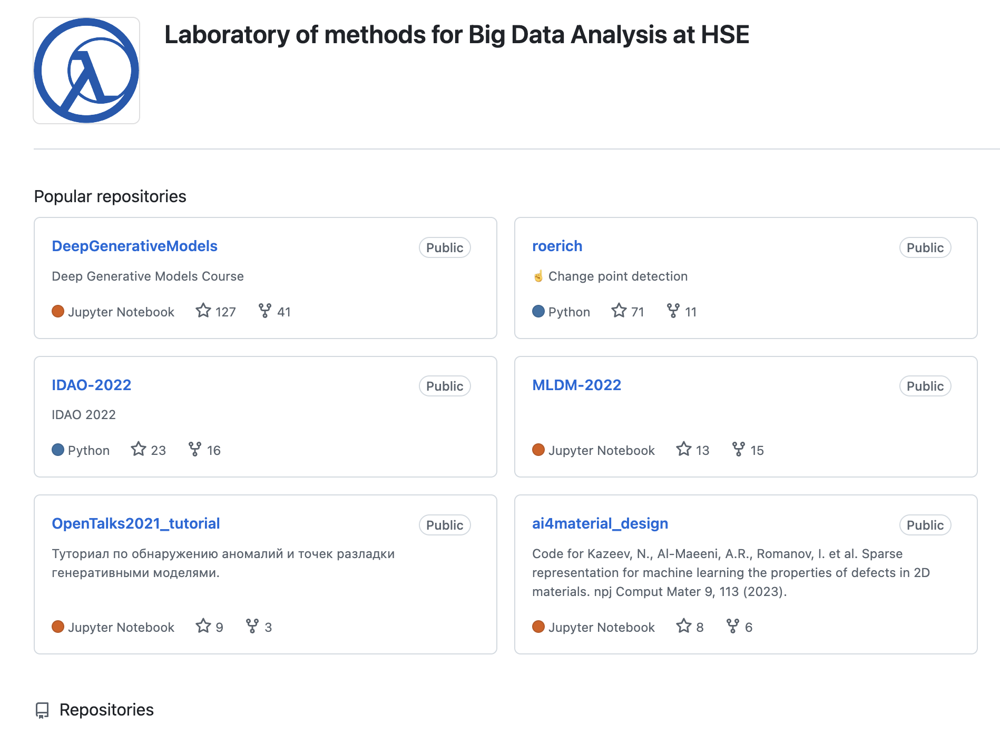 Laboratory of methods for Big Data Analysis at HSE
Popular repositories
DeepGenerativeModels
Public
Deep Generative Models Course
Jupyter Notebook 127 41
roerich
Public
☝ Change point detection
Python 71 11
IDAO-2022
Public
IDAO 2022
Python 23 16
MLDM-2022
Public
Jupyter Notebook 13 15
OpenTalks2021_tutorial
Public
Туториал по обнаружению аномалий и точек разладки
генеративными моделями.
Jupyter Notebook 9 3
ai4material_design
Public
Code for Kazeev, N., Al-Maeeni, A.R., Romanov, I. et al. Sparse
representation for machine learning the properties of defects in 2D
materials. npj Comput Mater 9, 113 (2023).
Jupyter Notebook 8 6
Repositories